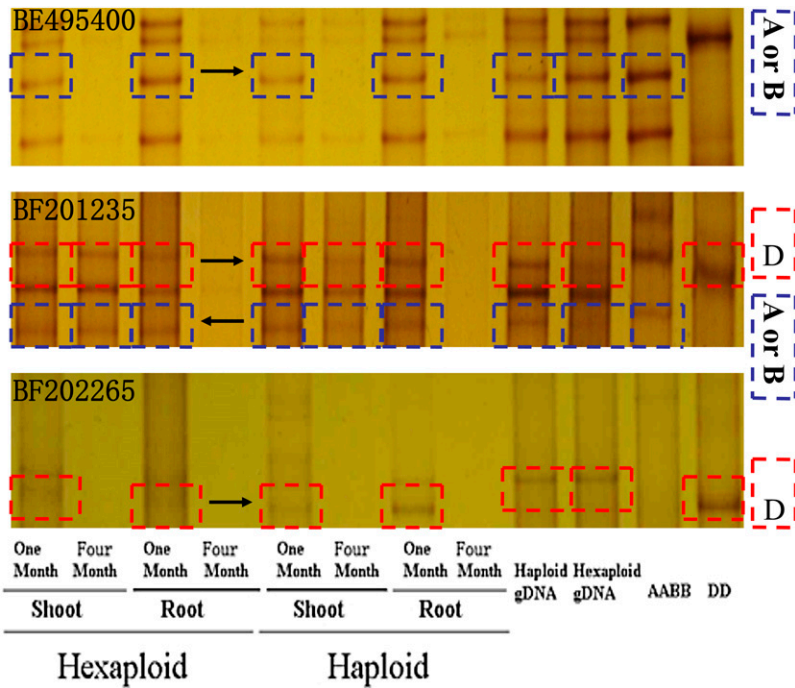 BE495400
A or B
BF201235
D
A or B
BF202265
D
One Month Four Month One Month Four Month One Month Four Month One Month Four Month Haploid gDNA Hexaploid gDNA AABB DD
Shoot Root Shoot Root
Hexaploid Haploid